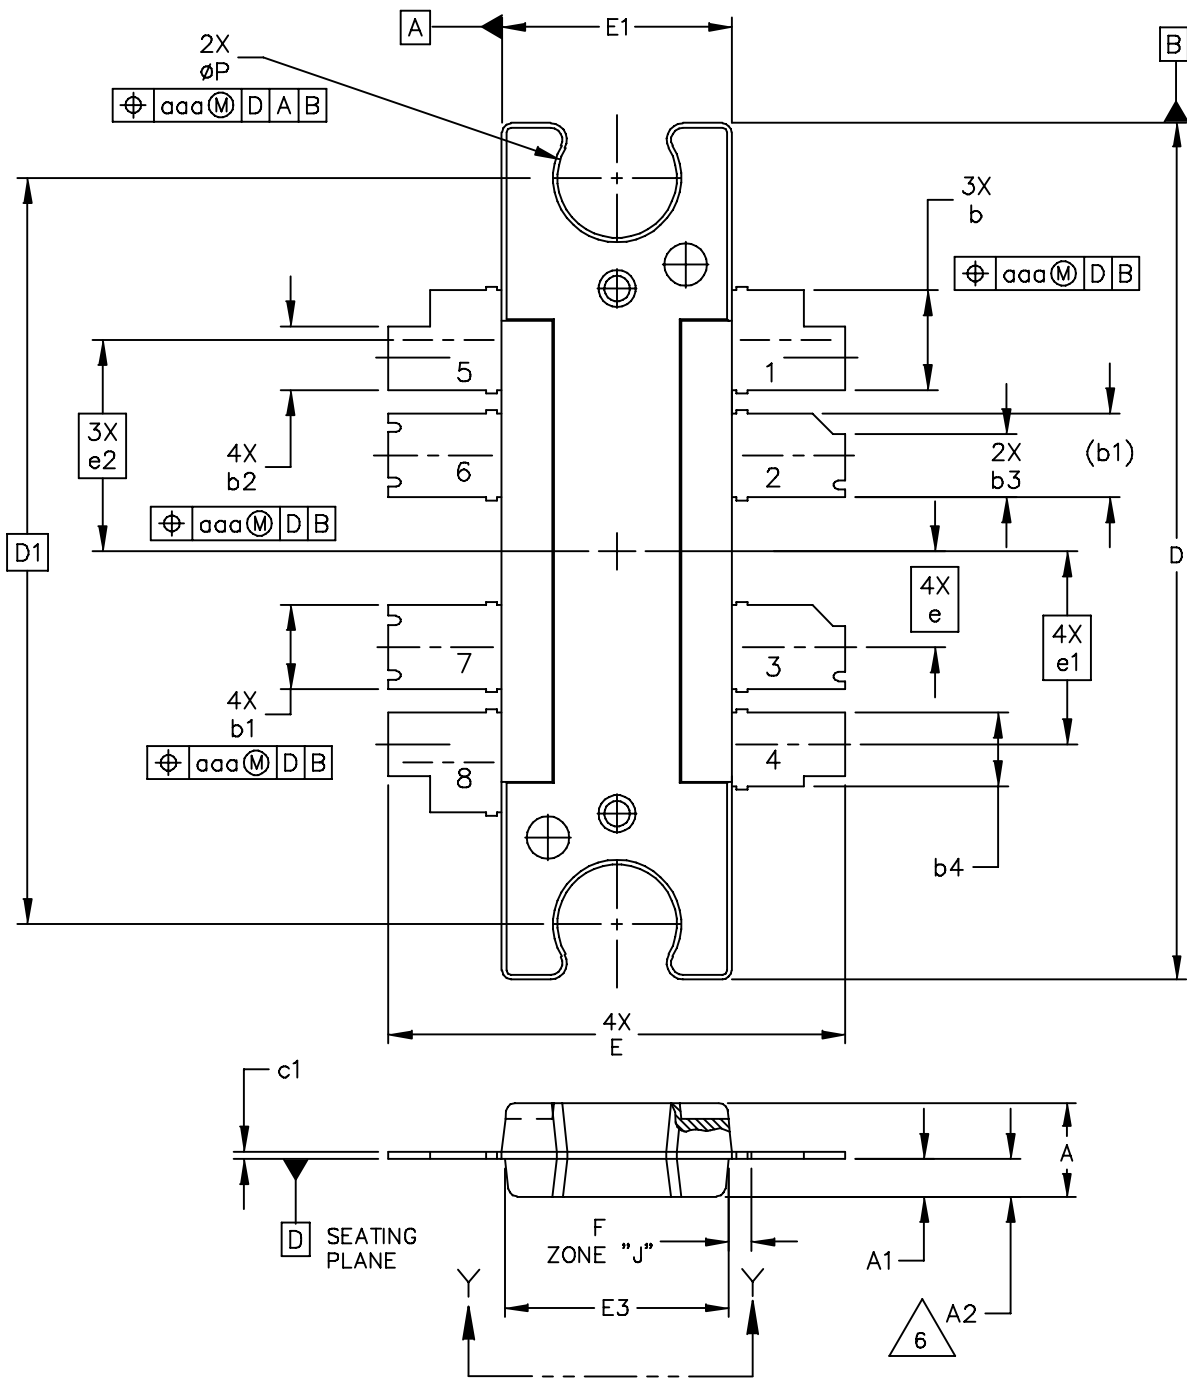 A
E1
B
2X
øP
⌖ aaa Ⓜ D A B
3X
b
⌖ aaa Ⓜ D B
5
1
3X
e2
4X
b2
6
2
2X
b3
(b1)
⌖ aaa Ⓜ D B
D1
D
4X
e
4X
e1
7
3
4X
b1
⌖ aaa Ⓜ D B
8
4
b4
4X
E
c1
A
D SEATING
PLANE
F
ZONE "J"
A1
Y
Y
E3
A2
6